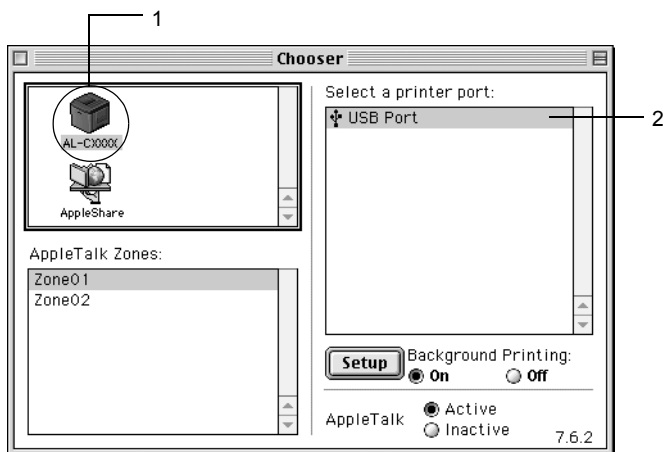 1
Chooser
Select a printer port:
USB Port
2
AL-CXXXX
AppleShare
AppleTalk Zones:
Zone01
Zone02
Setup
Background Printing:
On Off
AppleTalk
Active
Inactive
7.6.2